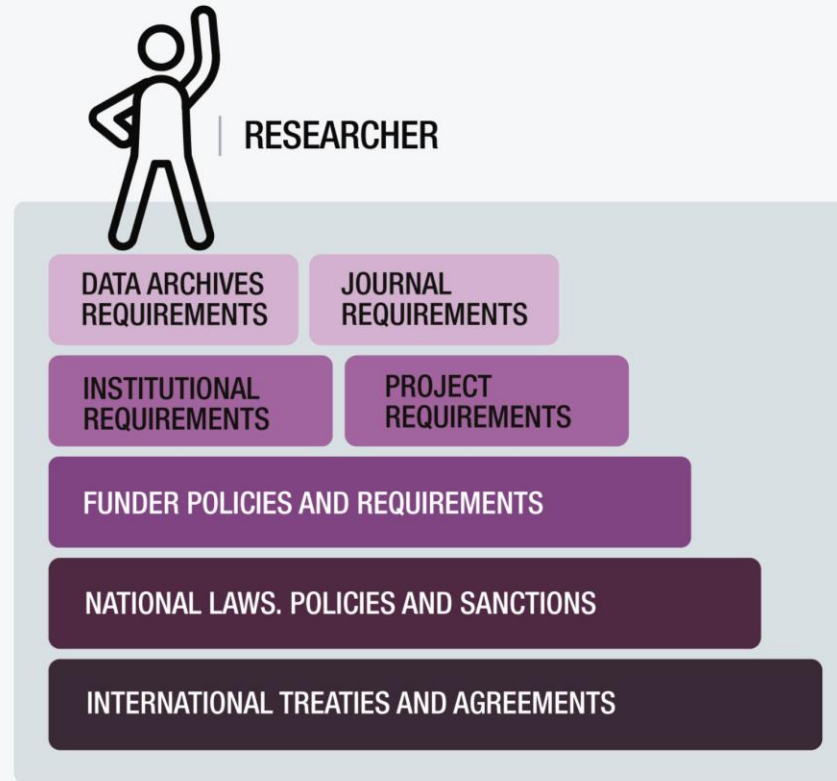 RESEARCHER
DATA ARCHIVES
REQUIREMENTS
JOURNAL
REQUIREMENTS
INSTITUTIONAL
REQUIREMENTS
PROJECT
REQUIREMENTS
FUNDER POLICIES AND REQUIREMENTS
NATIONAL LAWS. POLICIES AND SANCTIONS
INTERNATIONAL TREATIES AND AGREEMENTS